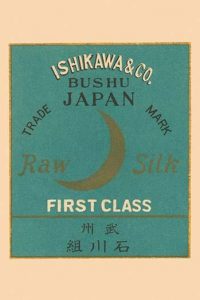 ISHIKAWA & CO.
BUSHU
JAPAN
TRADE MARK
Raw Silk
FIRST CLASS
武州
石川組